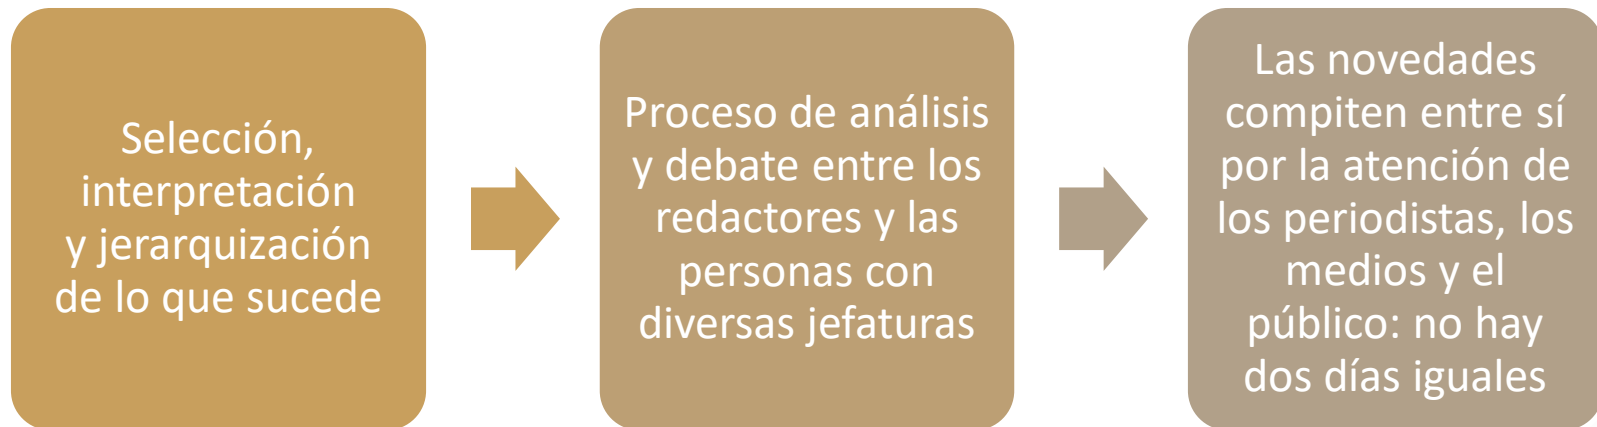 Selección,
interpretación
y jerarquización
de lo que sucede
Proceso de análisis
y debate entre los
redactores y las
personas con
diversas jefaturas
Las novedades
compiten entre sí
por la atención de
los periodistas, los
medios y el
público: no hay
dos días iguales